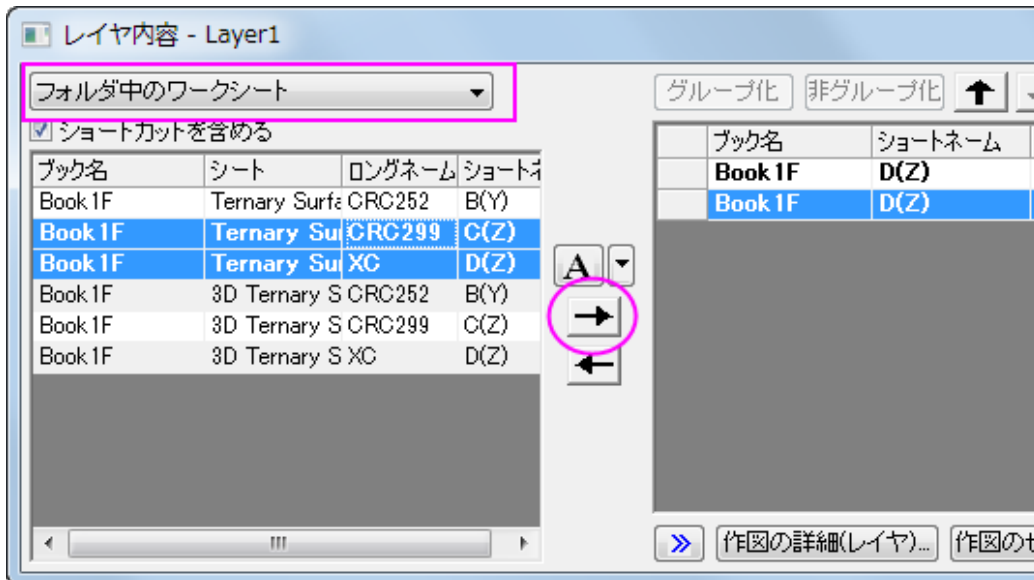 レイヤ内容 - Layer1
フォルダ中のワークシート
ショートカットを含める
ブック名 シート ロングネーム ショートネ
Book1F Ternary Surfa CRC252 B(Y)
Book1F Ternary Sur CRC299 C(Z)
Book1F Ternary Sur XC D(Z)
Book1F 3D Ternary S CRC252 B(Y)
Book1F 3D Ternary S CRC299 C(Z)
Book1F 3D Ternary S XC D(Z)
A
グループ化 非グループ化
ブック名 ショートネーム
Book1F D(Z)
Book1F D(Z)
作図の詳細(レイヤ)... 作図のセ